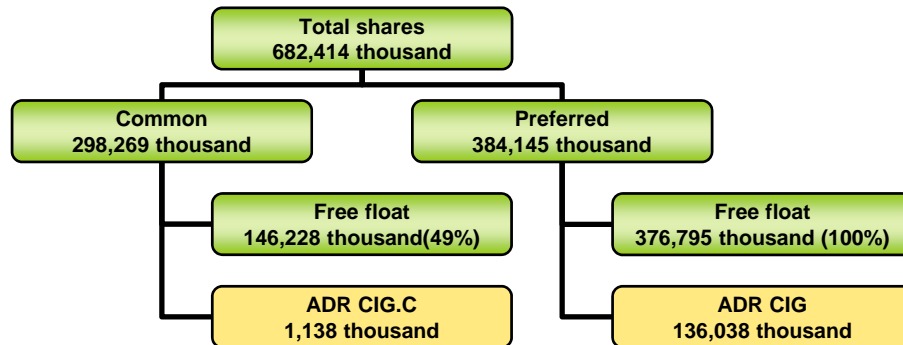 Total shares
682,414 thousand
Common
298,269 thousand
Preferred
384,145 thousand
Free float
146,228 thousand(49%)
Free float
376,795 thousand (100%)
ADR CIG.C
1,138 thousand
ADR CIG
136,038 thousand